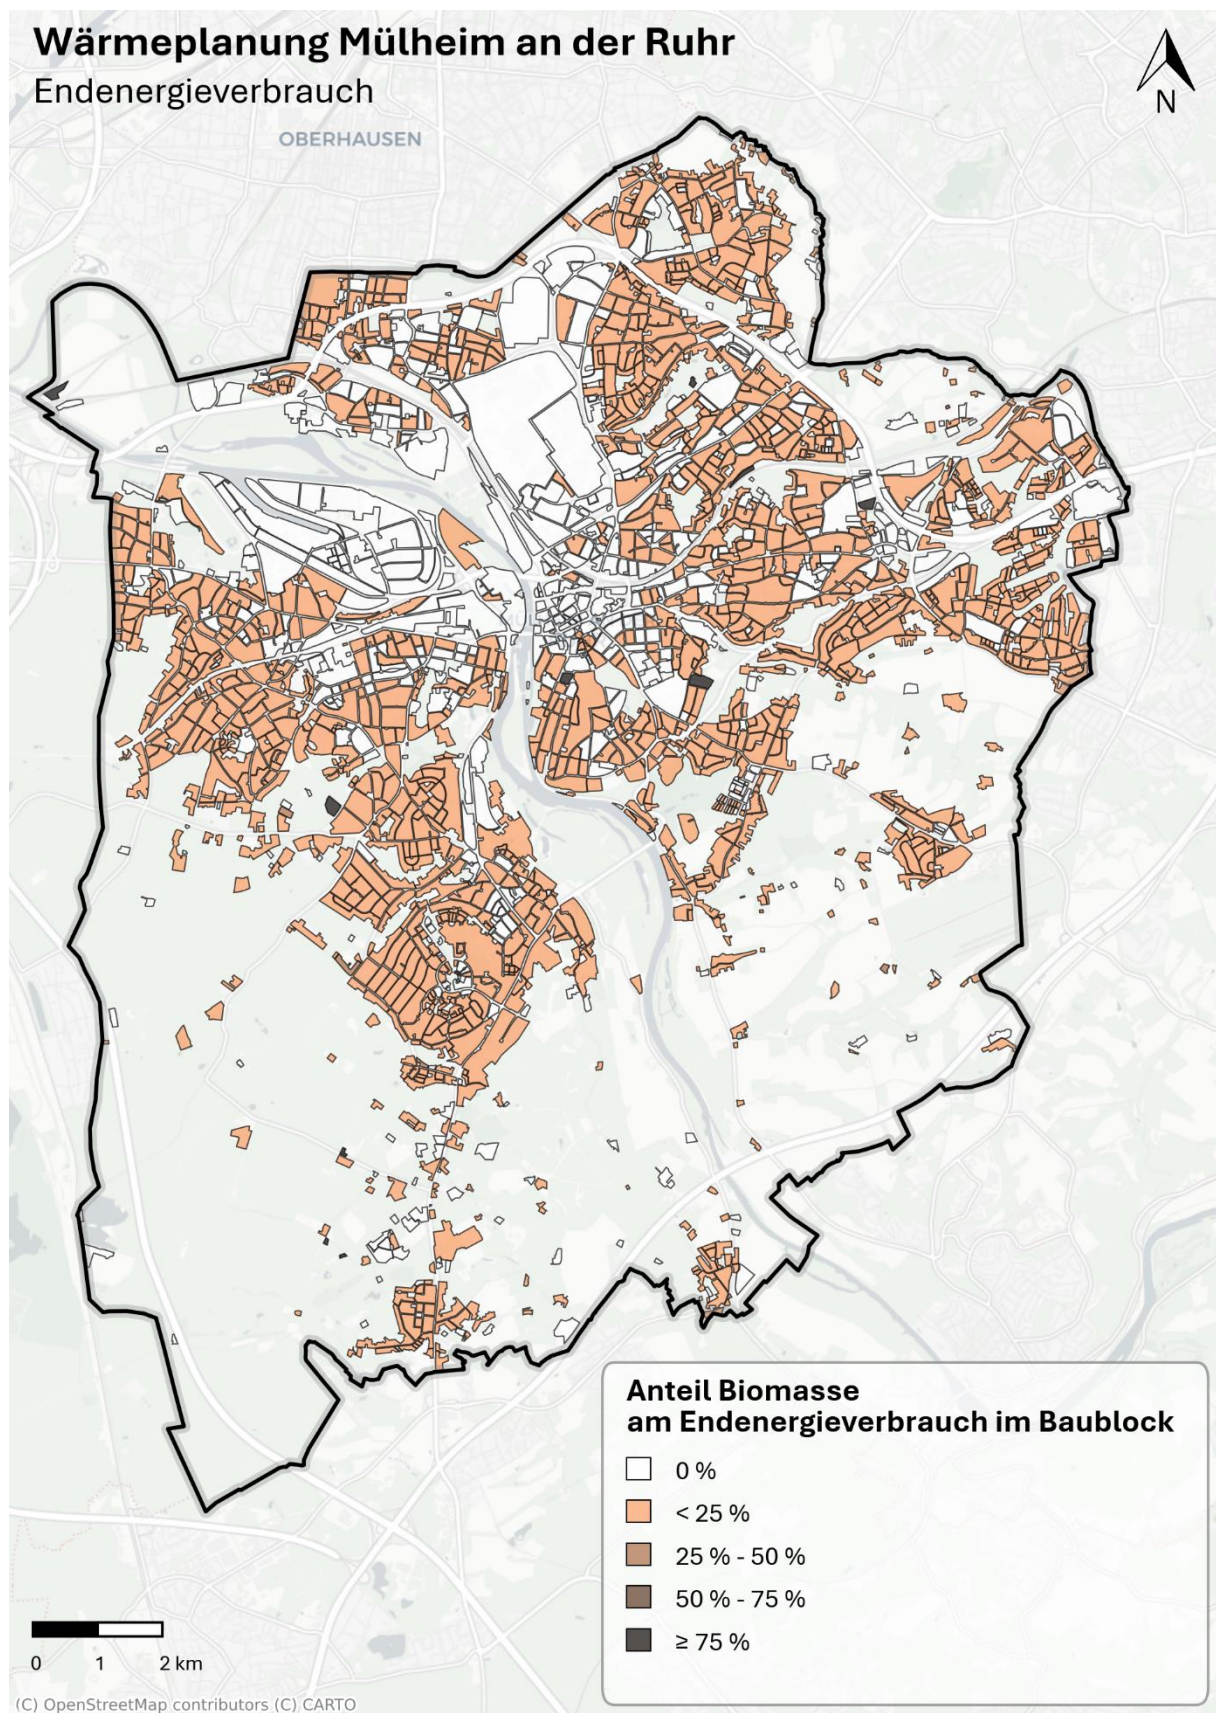 Wärmeplanung Mülheim an der Ruhr
Endenergieverbrauch
N
OBERHAUSEN
Anteil Biomasse
am Endenergieverbrauch im Baublock
0 %
< 25 %
25 % - 50 %
50 % - 75 %
≥ 75 %
0 1 2 km
(C) OpenStreetMap contributors (C) CARTO